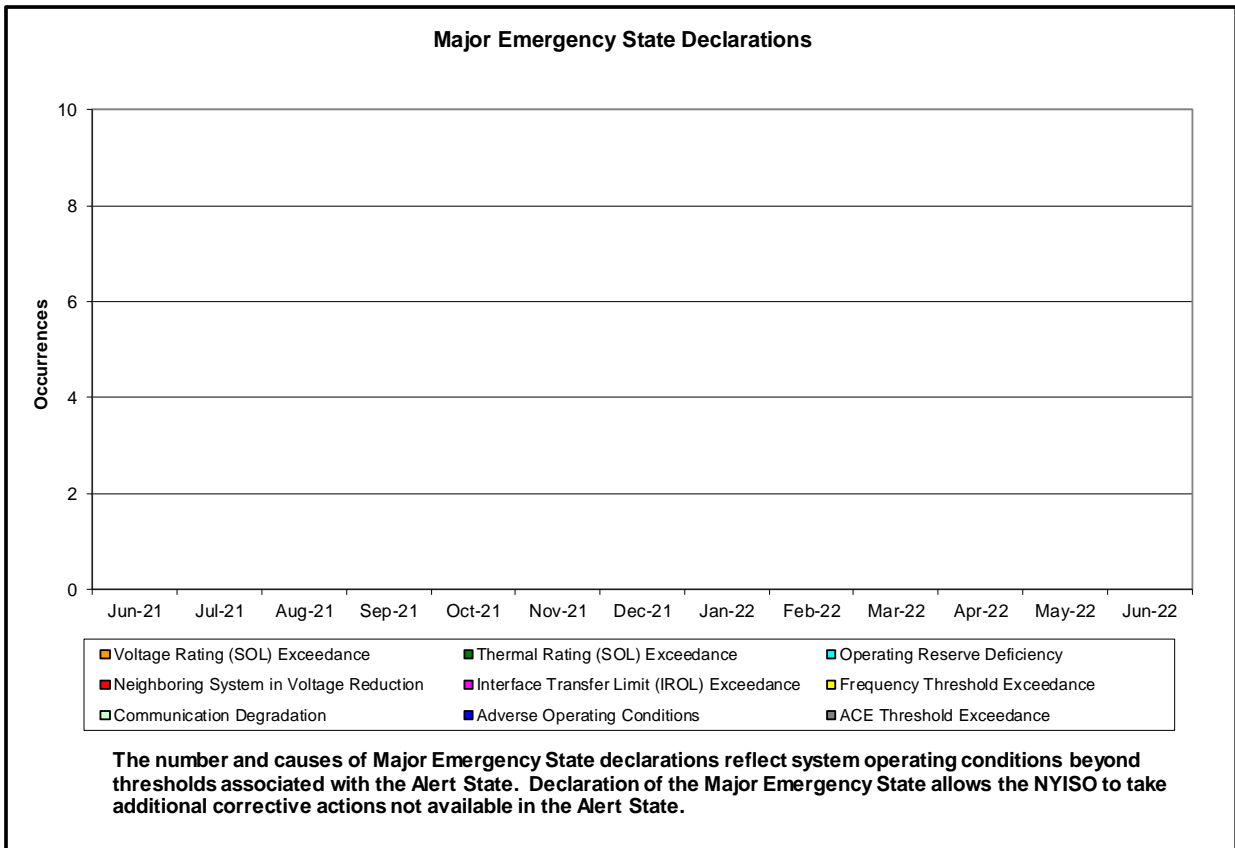 Major Emergency State Declarations
10
8
6
4
2
0
Occurrences
Jun-21 Jul-21 Aug-21 Sep-21 Oct-21 Nov-21 Dec-21 Jan-22 Feb-22 Mar-22 Apr-22 May-22 Jun-22
Voltage Rating (SOL) Exceedance Thermal Rating (SOL) Exceedance Operating Reserve Deficiency
Neighboring System in Voltage Reduction Interface Transfer Limit (IROL) Exceedance Frequency Threshold Exceedance
Communication Degradation Adverse Operating Conditions ACE Threshold Exceedance
The number and causes of Major Emergency State declarations reflect system operating conditions beyond
thresholds associated with the Alert State.  Declaration of the Major Emergency State allows the NYISO to take
additional corrective actions not available in the Alert State.